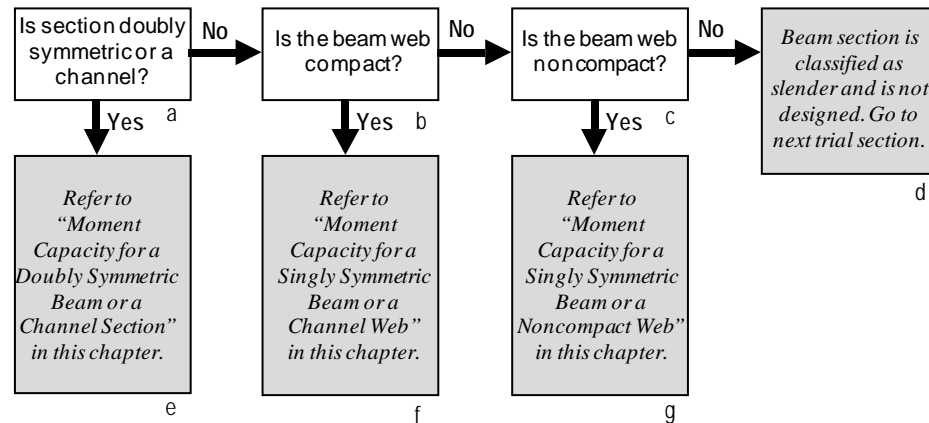 Is section doubly
symmetric or a
channel?
a
No
Is the beam web
compact?
b
No
Is the beam web
noncompact?
c
No
Beam section is
classified as
slender and is not
designed. Go to
next trial section.
d
Yes
Yes
Yes
Refer to
“Moment
Capacity for a
Doubly Symmetric
Beam or a
Channel Section”
in this chapter.
e
Refer to
“Moment
Capacity for a
Singly Symmetric
Beam or a
Channel Web”
in this chapter.
f
Refer to
“Moment
Capacity for a
Singly Symmetric
Beam or a
Noncompact Web”
in this chapter.
g